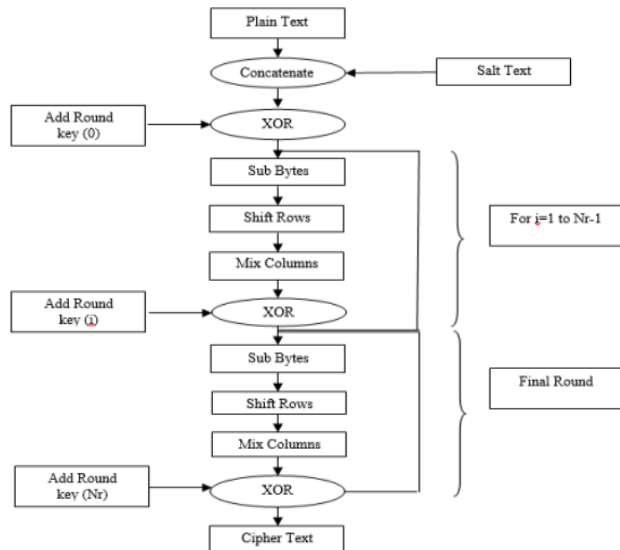 Plain Text
Concatenate
Salt Text
Add Round
key (0)
XOR
Sub Bytes
Shift Rows
For i=1 to Nr-1
Mix Columns
Add Round
key (i)
XOR
Sub Bytes
Final Round
Shift Rows
Mix Columns
Add Round
key (Nr)
XOR
Cipher Text